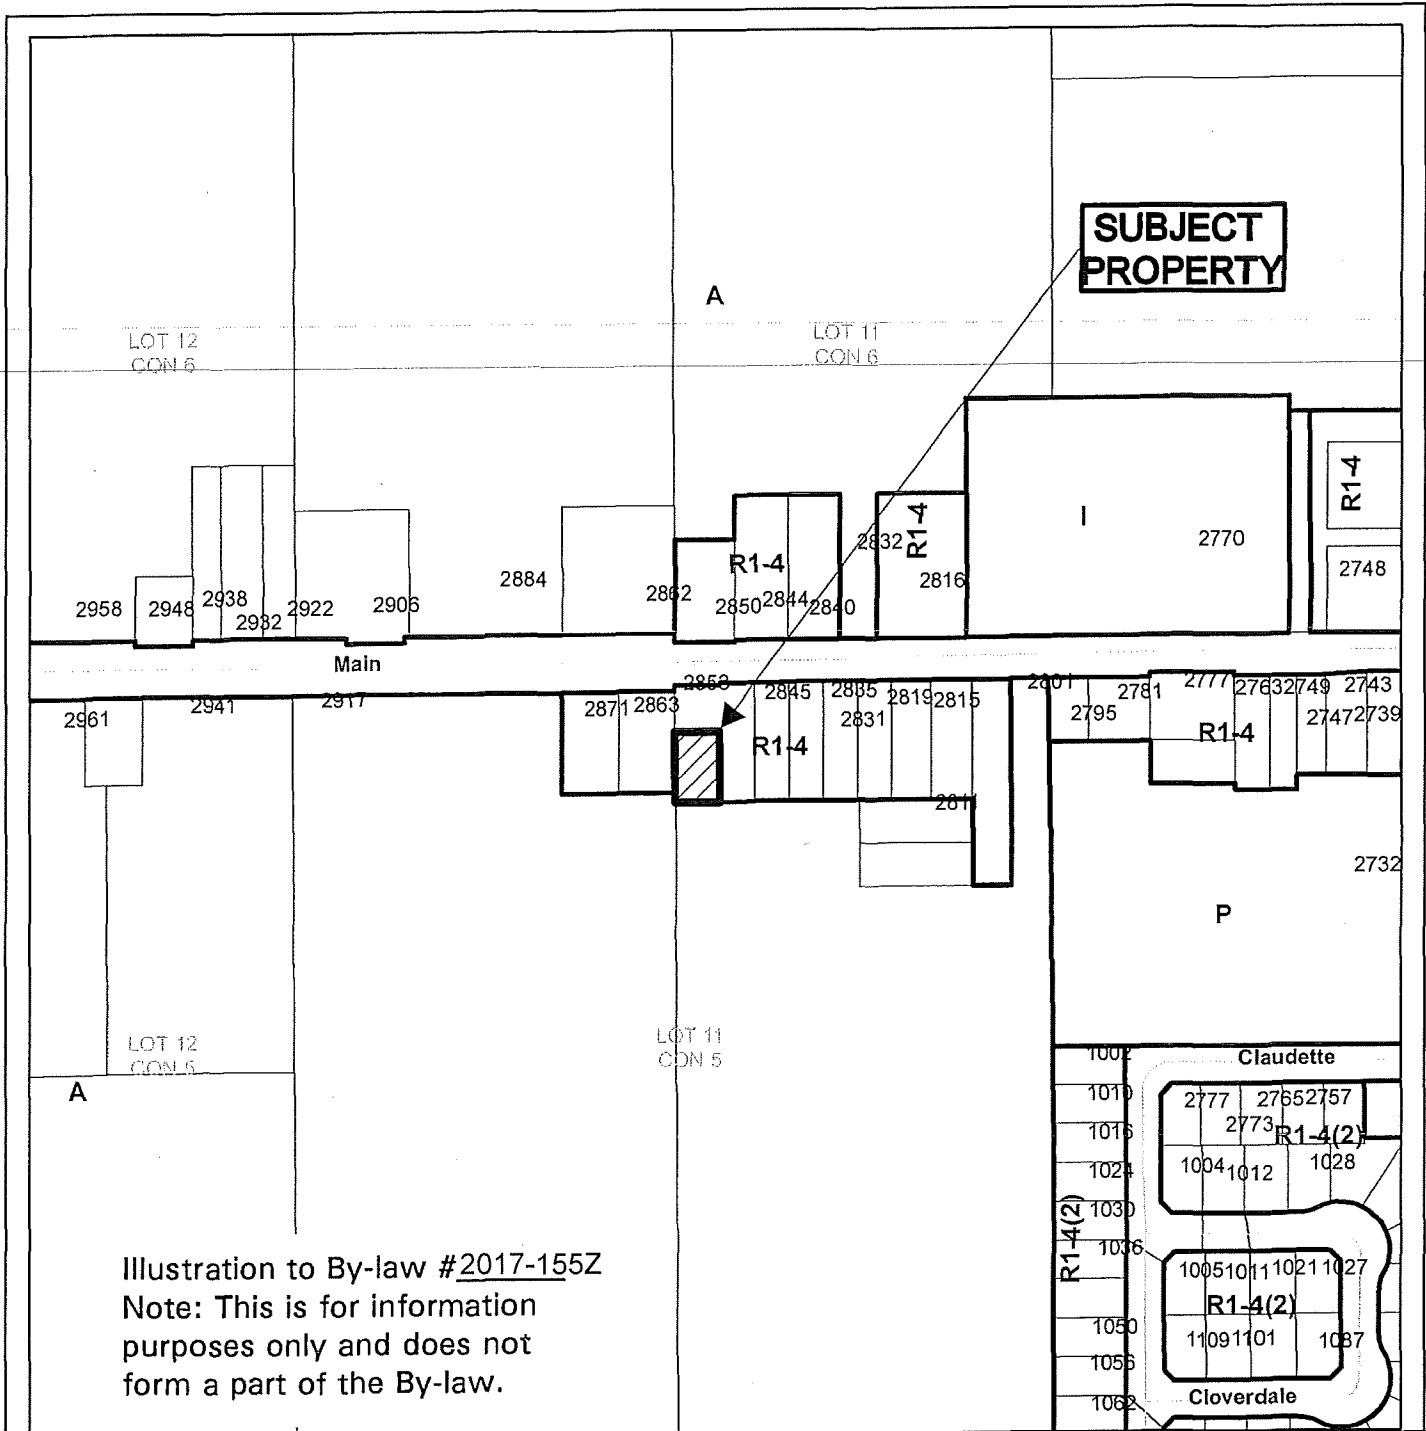 SUBJECT
PROPERTY
A
LOT 12
CON 6
LOT 11
CON 6
R1-4
R1-4
R1-4
I
2770
2748
2832
2816
2884
2862
2850
2844
2840
2958
2948
2938
2932
2922
2906
Main
2961
2941
2917
2871
2863
2853
2845
2835
2831
2819
2815
2811
R1-4
2801
2795
2781
2777
2763
2749
2743
2747
2739
R1-4
2732
P
LOT 12
CON 5
LOT 11
CON 5
A
1002
Claudette
1010
1016
1024
1030
1036
1050
1056
1062
R1-4(2)
2777
2765
2757
2773
R1-4(2)
1004
1012
1028
1005
1011
1021
1027
R1-4(2)
1109
1101
1087
Cloverdale
Illustration to By-law #2017-155Z
Note: This is for information
purposes only and does not
form a part of the By-law.